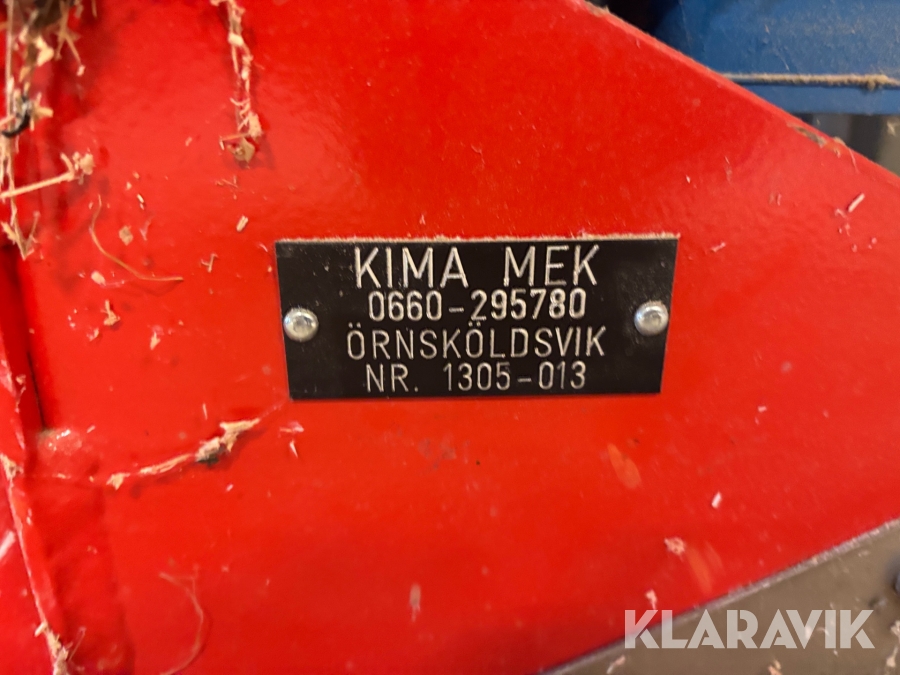 KIMA MEK
0660-295780
ÖRNSKÖLDSVIK
NR. 1305-013
KLARAVIK